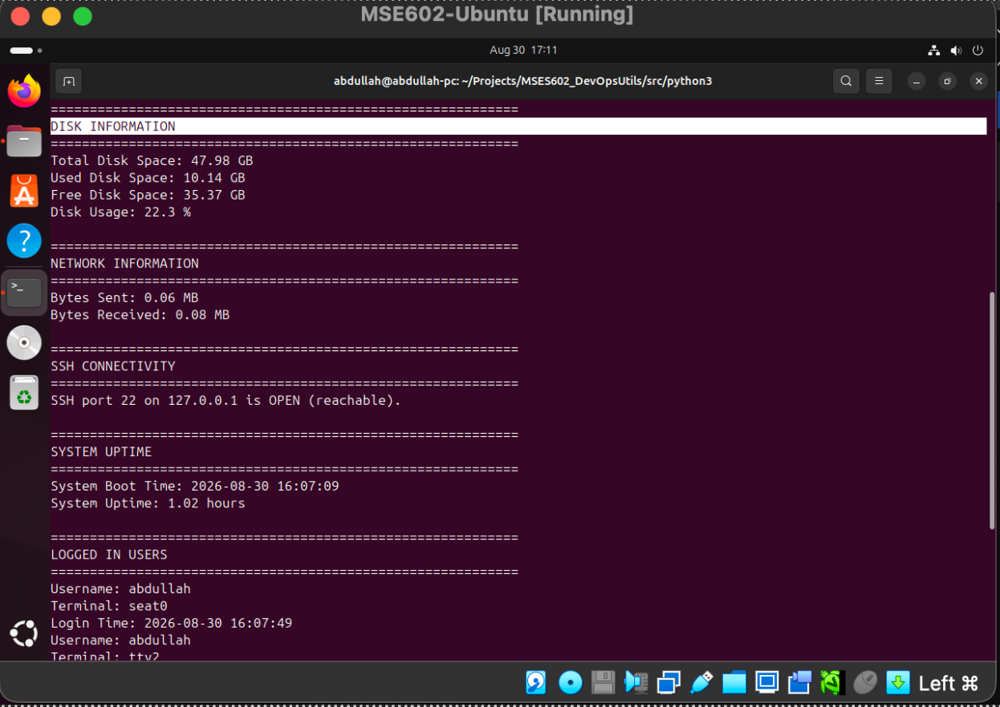 MSE602-Ubuntu [Running]
Aug 30 17:11
abdullah@abdullah-pc: ~/Projects/MSES602_DevOpsUtils/src/python3
============================================================
DISK INFORMATION
============================================================
Total Disk Space: 47.98 GB
Used Disk Space: 10.14 GB
Free Disk Space: 35.37 GB
Disk Usage: 22.3 %
============================================================
NETWORK INFORMATION
============================================================
Bytes Sent: 0.06 MB
Bytes Received: 0.08 MB
============================================================
SSH CONNECTIVITY
============================================================
SSH port 22 on 127.0.0.1 is OPEN (reachable).
============================================================
SYSTEM UPTIME
============================================================
System Boot Time: 2026-08-30 16:07:09
System Uptime: 1.02 hours
============================================================
LOGGED IN USERS
============================================================
Username: abdullah
Terminal: seat0
Login Time: 2026-08-30 16:07:49
Username: abdullah
Terminal: tty2
Left ⌘